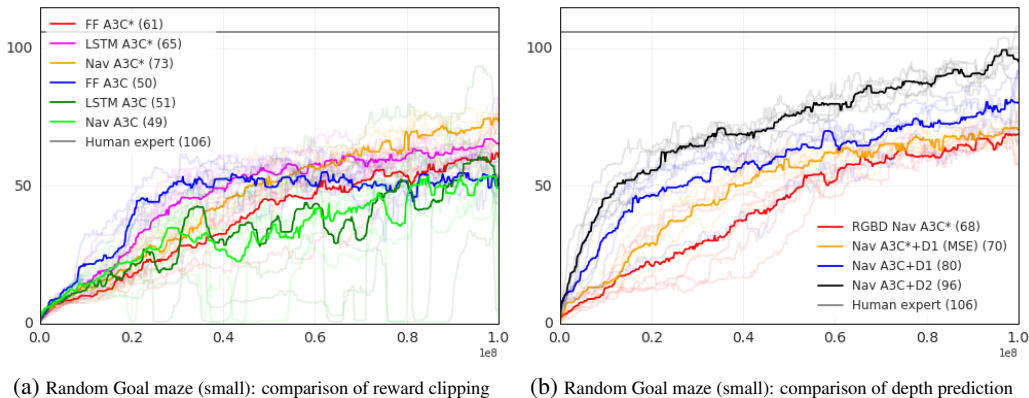 FF A3C* (61)
LSTM A3C* (65)
Nav A3C* (73)
FF A3C (50)
LSTM A3C (51)
Nav A3C (49)
Human expert (106)
100
50
0
0.0 0.2 0.4 0.6 0.8 1.0
1e8
(a) Random Goal maze (small): comparison of reward clipping
100
50
0
RGBD Nav A3C* (68)
Nav A3C*+D1 (MSE) (70)
Nav A3C+D1 (80)
Nav A3C+D2 (96)
Human expert (106)
0.0 0.2 0.4 0.6 0.8 1.0
1e8
(b) Random Goal maze (small): comparison of depth prediction